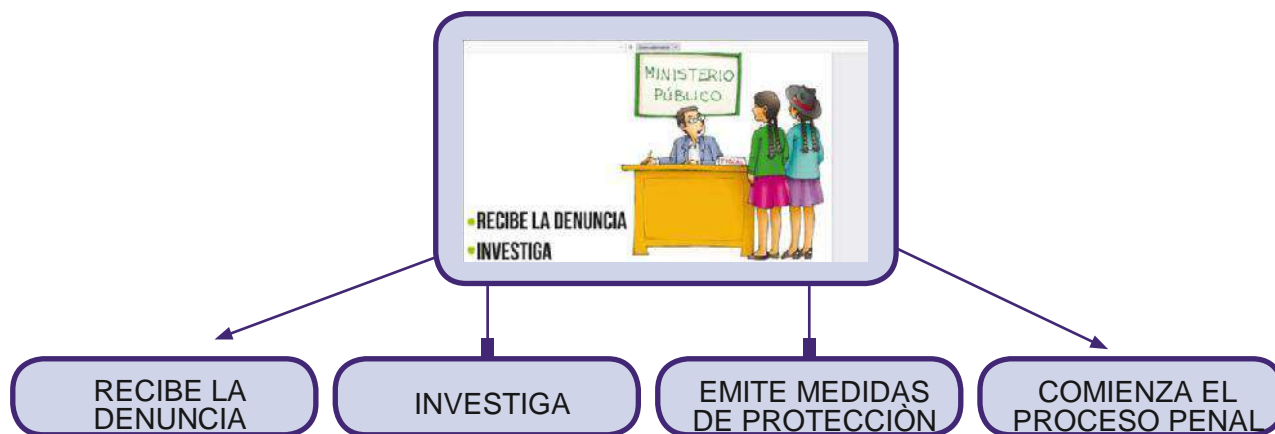 MINISTERIO
PÚBLICO
FISCAL
RECIBE LA DENUNCIA
INVESTIGA
RECIBE LA
DENUNCIA
INVESTIGA
EMITE MEDIDAS
DE PROTECCIÒN
COMIENZA EL
PROCESO PENAL